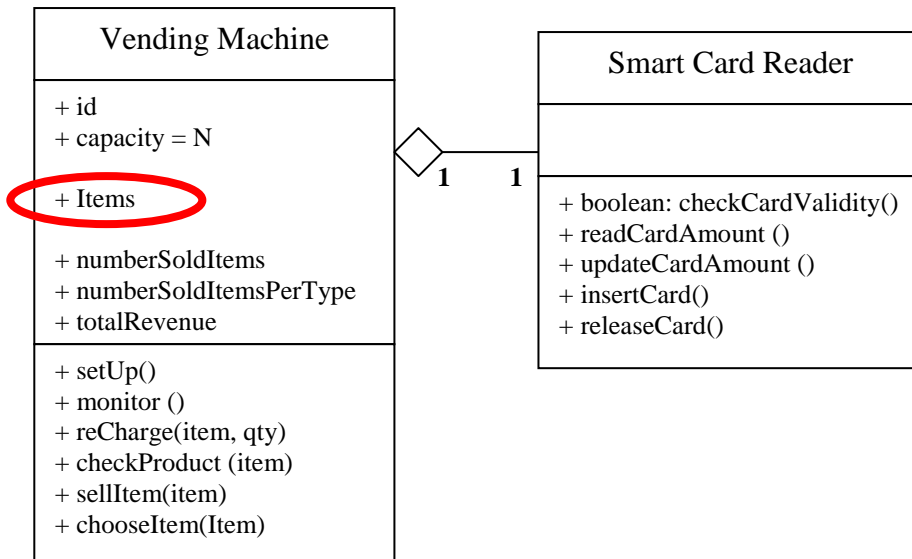 Vending Machine
+ id
+ capacity = N
+ Items
+ numberSoldItems
+ numberSoldItemsPerType
+ totalRevenue
+ setUp()
+ monitor ()
+ reCharge(item, qty)
+ checkProduct (item)
+ sellItem(item)
+ chooseItem(Item)
1
1
Smart Card Reader
+ boolean: checkCardValidity()
+ readCardAmount ()
+ updateCardAmount ()
+ insertCard()
+ releaseCard()